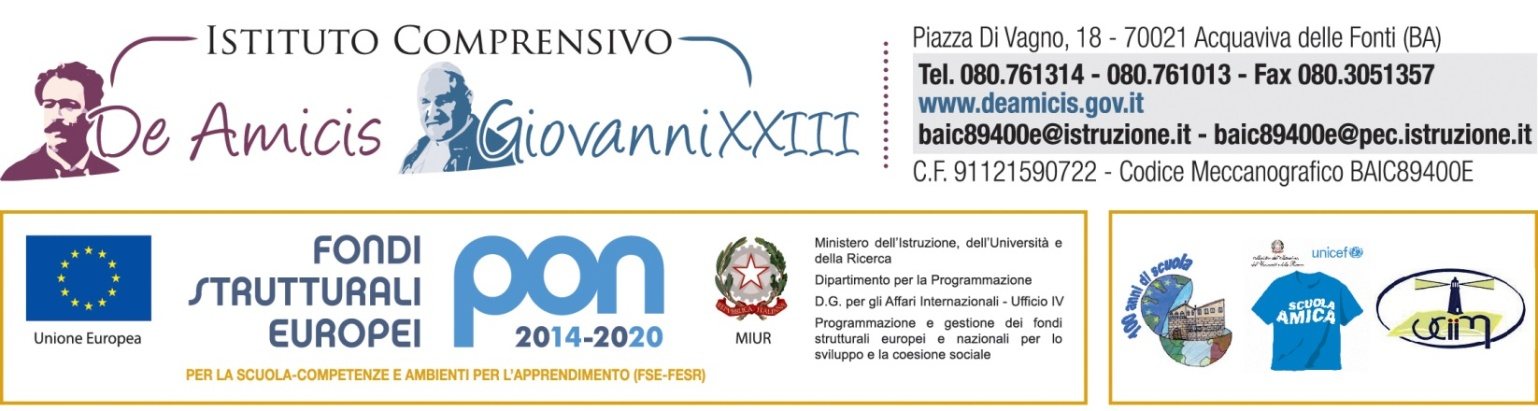 ISTITUTO COMPRENSIVO
De Amicis
Giovanni XXIII
Piazza Di Vagno, 18 - 70021 Acquaviva delle Fonti (BA)
Tel. 080.761314 - 080.761013 - Fax 080.3051357
www.deamicis.gov.it
baic89400e@istruzione.it - baic89400e@pec.istruzione.it
C.F. 91121590722 - Codice Meccanografico BAIC89400E
Unione Europea
FONDI
STRUTTURALI
EUROPEI
pon
2014-2020
PER LA SCUOLA-COMPETENZE E AMBIENTI PER L'APPRENDIMENTO (FSE-FESR)
REPUBBLICA ITALIANA
MIUR
Ministero dell'Istruzione, dell'Università e
della Ricerca
Dipartimento per la Programmazione
D.G. per gli Affari Internazionali - Ufficio IV
Programmazione e gestione dei fondi
strutturali europei e nazionali per lo
sviluppo e la coesione sociale
100 anni di scuola
unicef
SCUOLA
AMICA
uciim